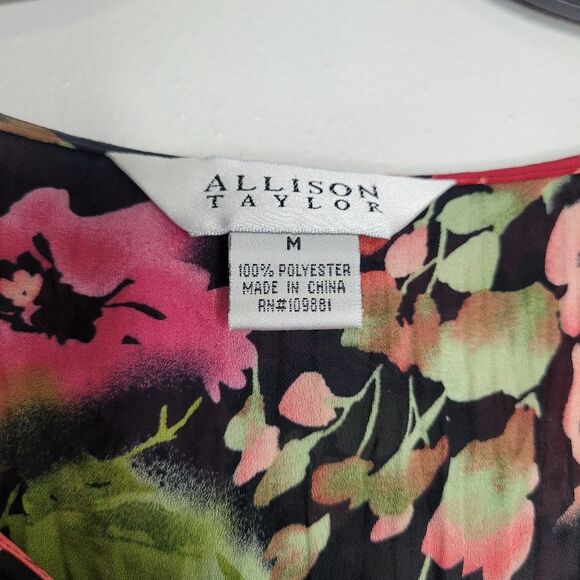 ALLISON
TAYLOR
M
100% POLYESTER
MADE IN CHINA
RN#109881